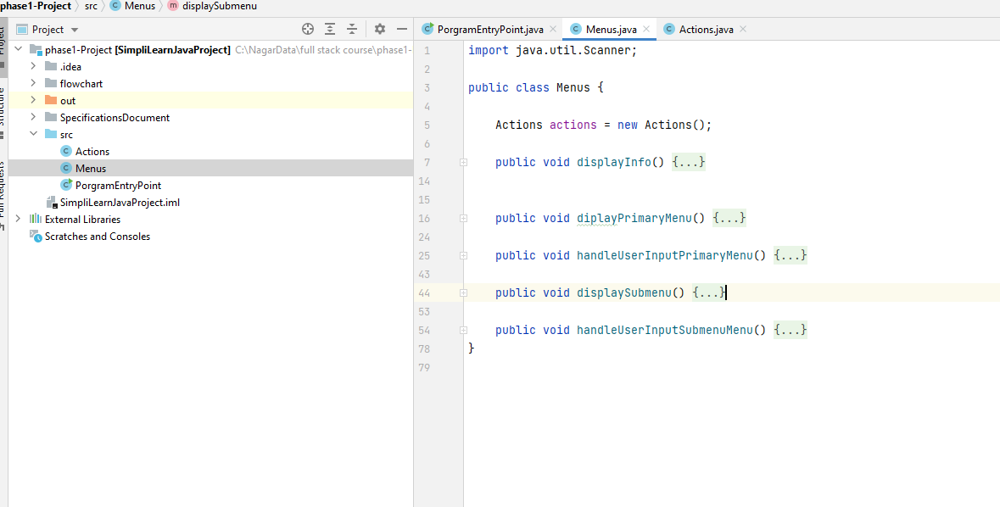 phase1-Project src Menus displaySubmenu
Project
phase1-Project [SimpliLearnJavaProject] C:\NagarData\full stack course\phase1-
.idea
flowchart
out
SpecificationsDocument
src
Actions
Menus
PorgramEntryPoint
SimpliLearnJavaProject.iml
External Libraries
Scratches and Consoles
Project
Structure
Pull Requests
PorgramEntryPoint.java Menus.java Actions.java
1 import java.util.Scanner;
2
3 public class Menus {
4
5 Actions actions = new Actions();
6
7 public void displayInfo() {...}
14
15
16 public void diplayPrimaryMenu() {...}
24
25 public void handleUserInputPrimaryMenu() {...}
43
44 public void displaySubmenu() {...}
53
54 public void handleUserInputSubmenuMenu() {...}
78 }
79